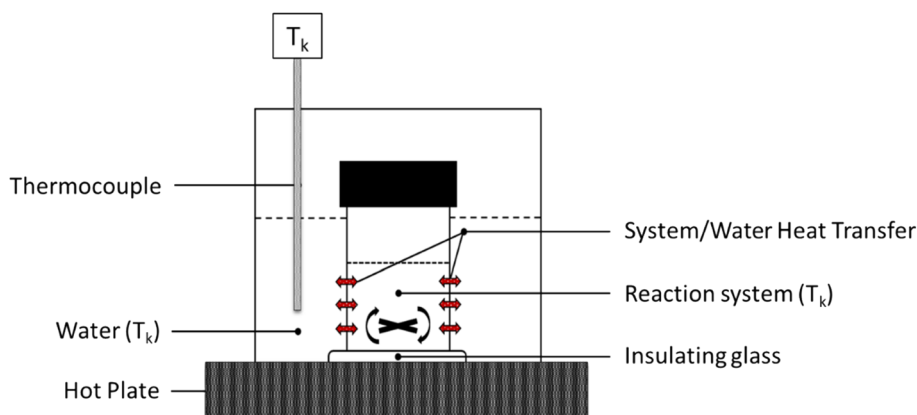 Tk
Thermocouple
System/Water Heat Transfer
Reaction system (Tk)
Water (Tk)
Insulating glass
Hot Plate